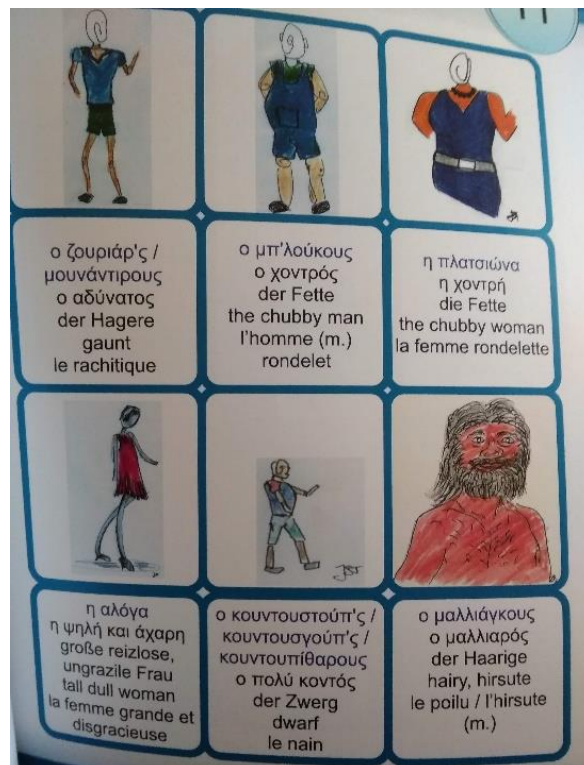 11
ο ζουριάρ'ς /
μουνάντιρους
ο αδύνατος
der Hagere
gaunt
le rachitique
ο μπ'λούκους
ο χοντρός
der Fette
the chubby man
l'homme (m.)
rondelet
η πλατσιώνα
η χοντρή
die Fette
the chubby woman
la femme rondelette
η αλόγα
η ψηλή και άχαρη
große reizlose,
ungrazile Frau
tall dull woman
la femme grande et
disgracieuse
ο κουντουστούπ'ς /
κουντουσγούπ'ς /
κουντουπίθαρους
ο πολύ κοντός
der Zwerg
dwarf
le nain
ο μαλλιάγκους
ο μαλλιαρός
der Haarige
hairy, hirsute
le poilu / l'hirsute
(m.)